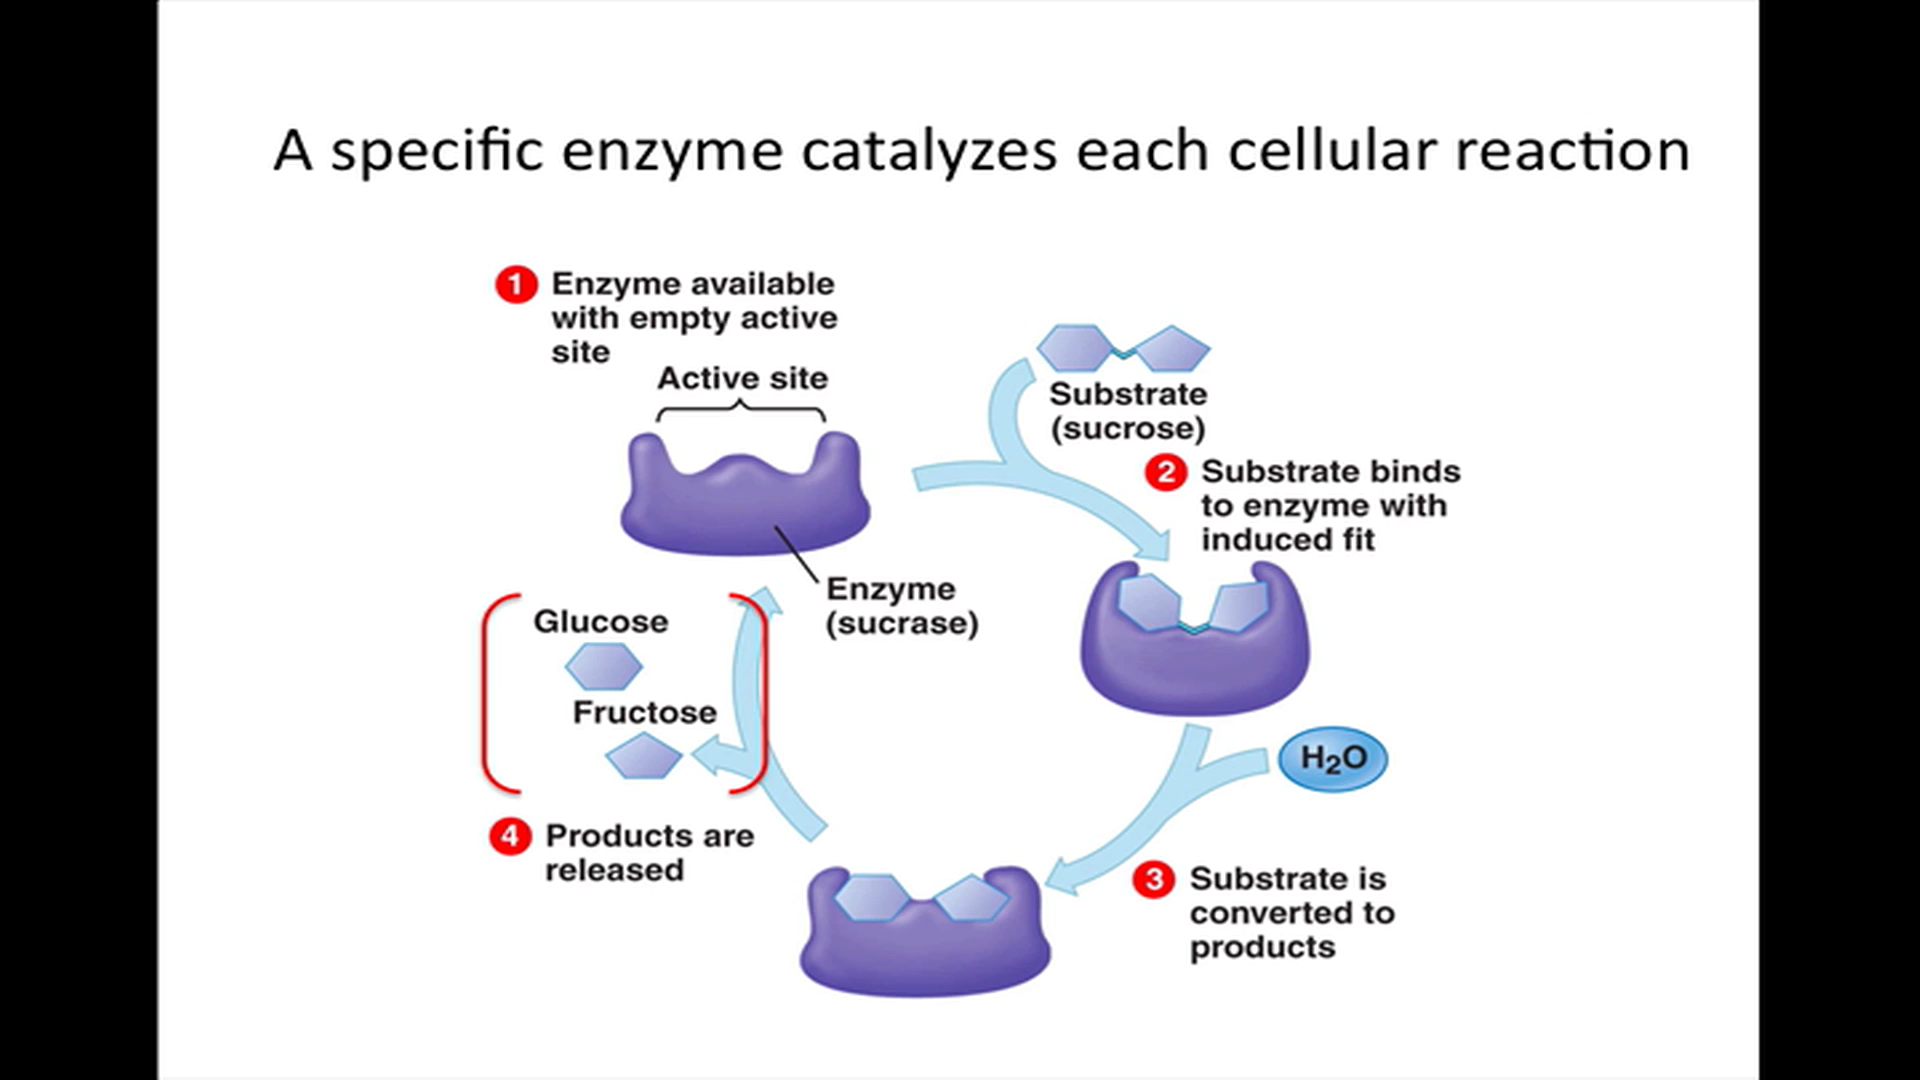 A specific enzyme catalyzes each cellular reaction
1 Enzyme available
with empty active
site
Active site
Enzyme
(sucrase)
Substrate
(sucrose)
2 Substrate binds
to enzyme with
induced fit
H₂O
3 Substrate is
converted to
products
Glucose
Fructose
4 Products are
released